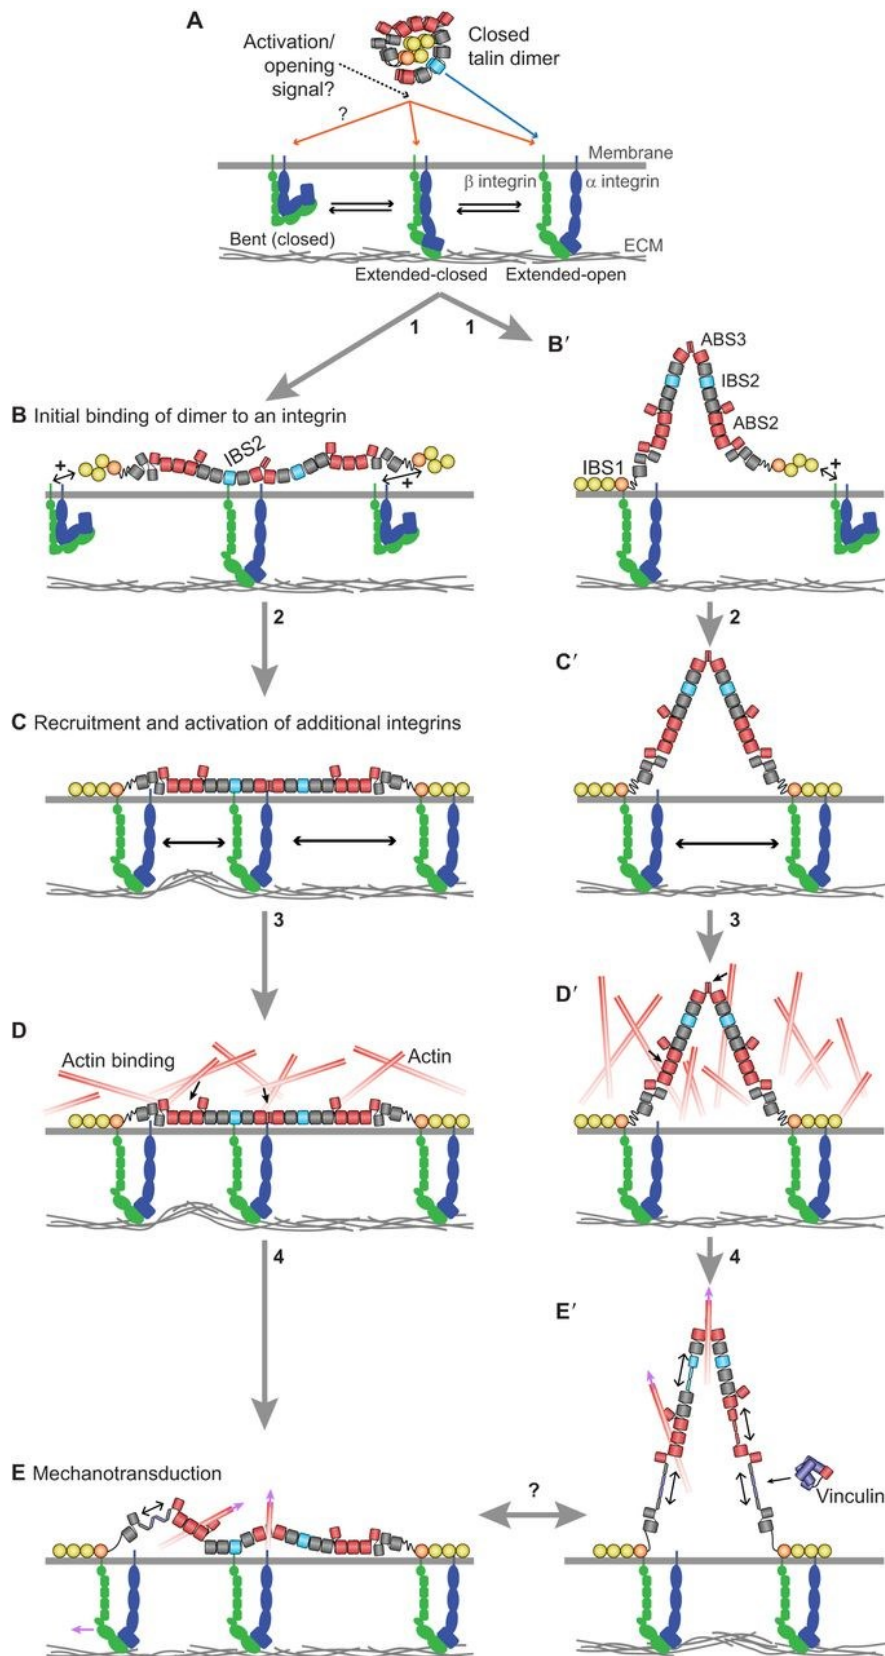 A
Activation/
opening
signal?
Closed
talin dimer
?
Membrane
β integrin
α integrin
Bent (closed)
ECM
Extended-closed
Extended-open
1
1
B′
ABS3
IBS2
ABS2
IBS1
+
B Initial binding of dimer to an integrin
IBS2
+
+
2
2
C′
C Recruitment and activation of additional integrins
3
3
D′
D
Actin binding
Actin
4
4
E′
E Mechanotransduction
?
Vinculin